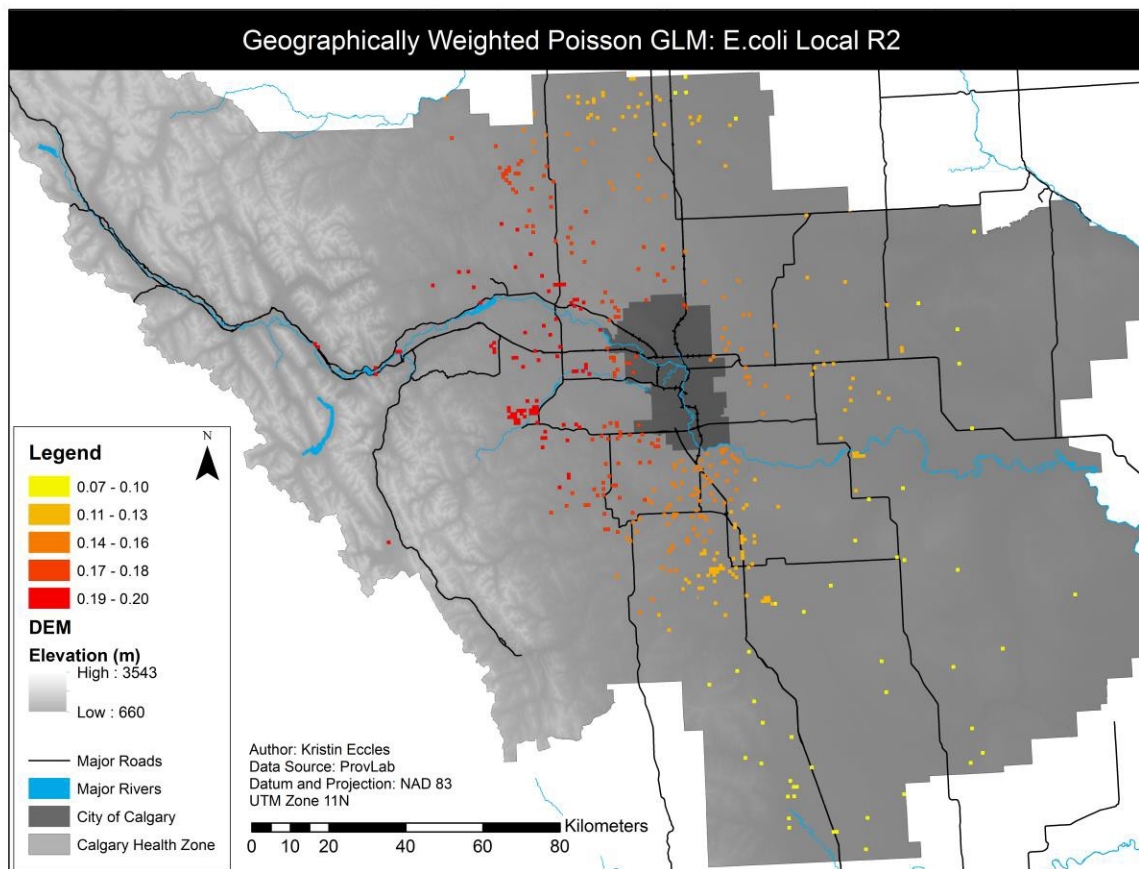 Geographically Weighted Poisson GLM: E.coli Local R2
Legend
N
0.07 - 0.10
0.11 - 0.13
0.14 - 0.16
0.17 - 0.18
0.19 - 0.20
DEM
Elevation (m)
High : 3543
Low : 660
Major Roads
Major Rivers
City of Calgary
Calgary Health Zone
Author: Kristin Eccles
Data Source: ProvLab
Datum and Projection: NAD 83
UTM Zone 11N
Kilometers
0 10 20 40 60 80